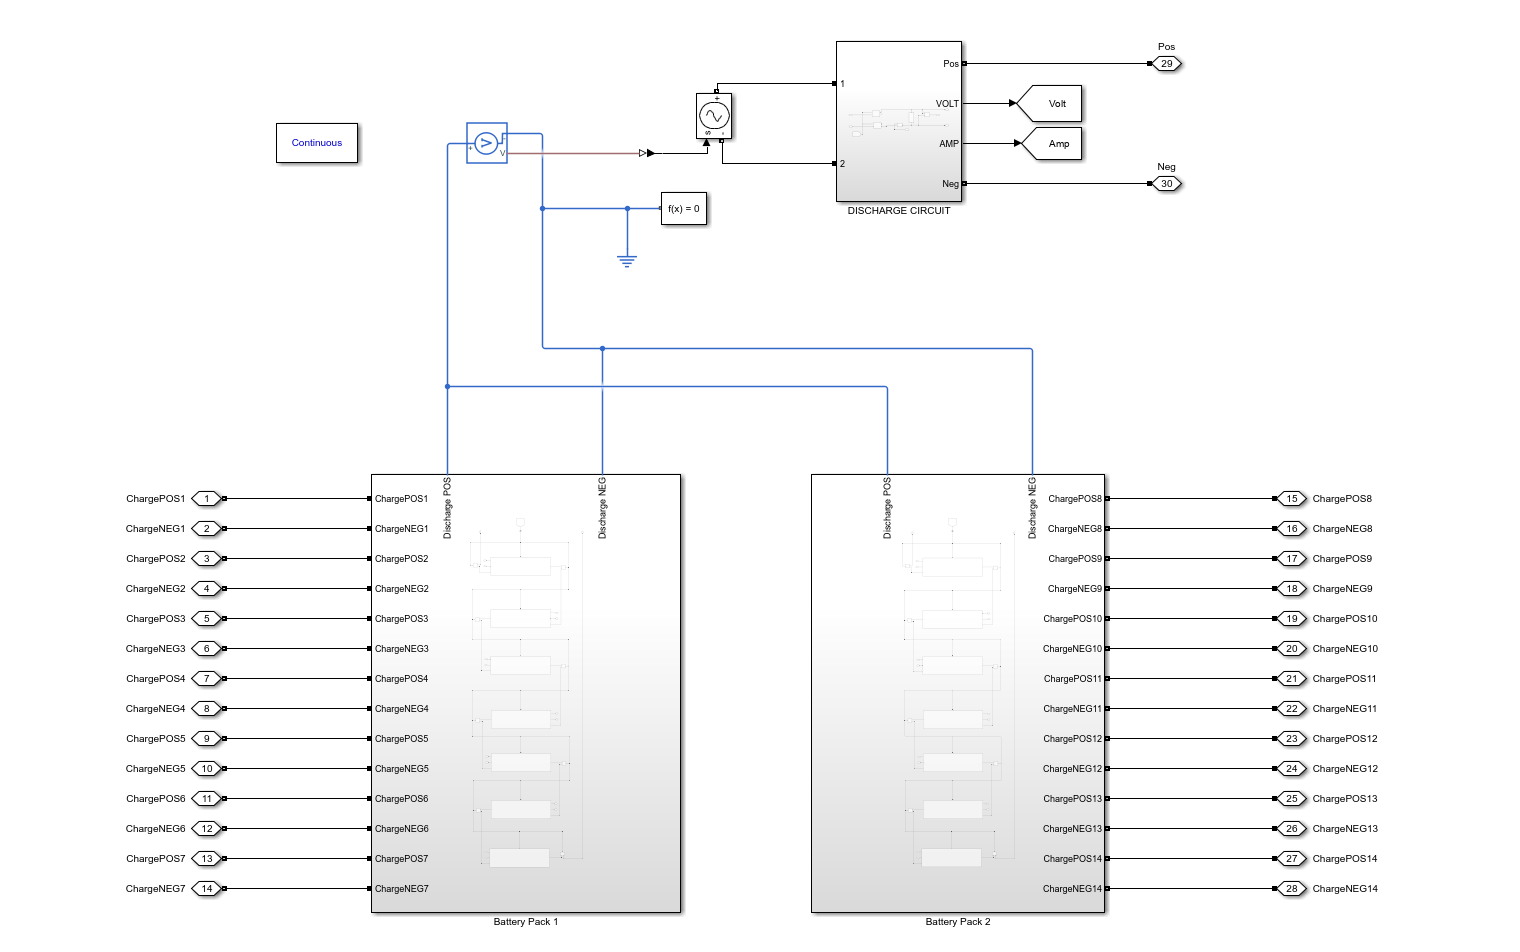 Pos
29
Pos
1
VOLT
Volt
Continuous
+
V
-
+
s
-
AMP
Amp
2
Neg
30
Neg
f(x) = 0
DISCHARGE CIRCUIT
Discharge POS
Discharge NEG
Discharge POS
Discharge NEG
ChargePOS1 1 ChargePOS1
ChargeNEG1 2 ChargeNEG1
ChargePOS2 3 ChargePOS2
ChargeNEG2 4 ChargeNEG2
ChargePOS3 5 ChargePOS3
ChargeNEG3 6 ChargeNEG3
ChargePOS4 7 ChargePOS4
ChargeNEG4 8 ChargeNEG4
ChargePOS5 9 ChargePOS5
ChargeNEG5 10 ChargeNEG5
ChargePOS6 11 ChargePOS6
ChargeNEG6 12 ChargeNEG6
ChargePOS7 13 ChargePOS7
ChargeNEG7 14 ChargeNEG7
Battery Pack 1
ChargePOS8 15 ChargePOS8
ChargeNEG8 16 ChargeNEG8
ChargePOS9 17 ChargePOS9
ChargeNEG9 18 ChargeNEG9
ChargePOS10 19 ChargePOS10
ChargeNEG10 20 ChargeNEG10
ChargePOS11 21 ChargePOS11
ChargeNEG11 22 ChargeNEG11
ChargePOS12 23 ChargePOS12
ChargeNEG12 24 ChargeNEG12
ChargePOS13 25 ChargePOS13
ChargeNEG13 26 ChargeNEG13
ChargePOS14 27 ChargePOS14
ChargeNEG14 28 ChargeNEG14
Battery Pack 2